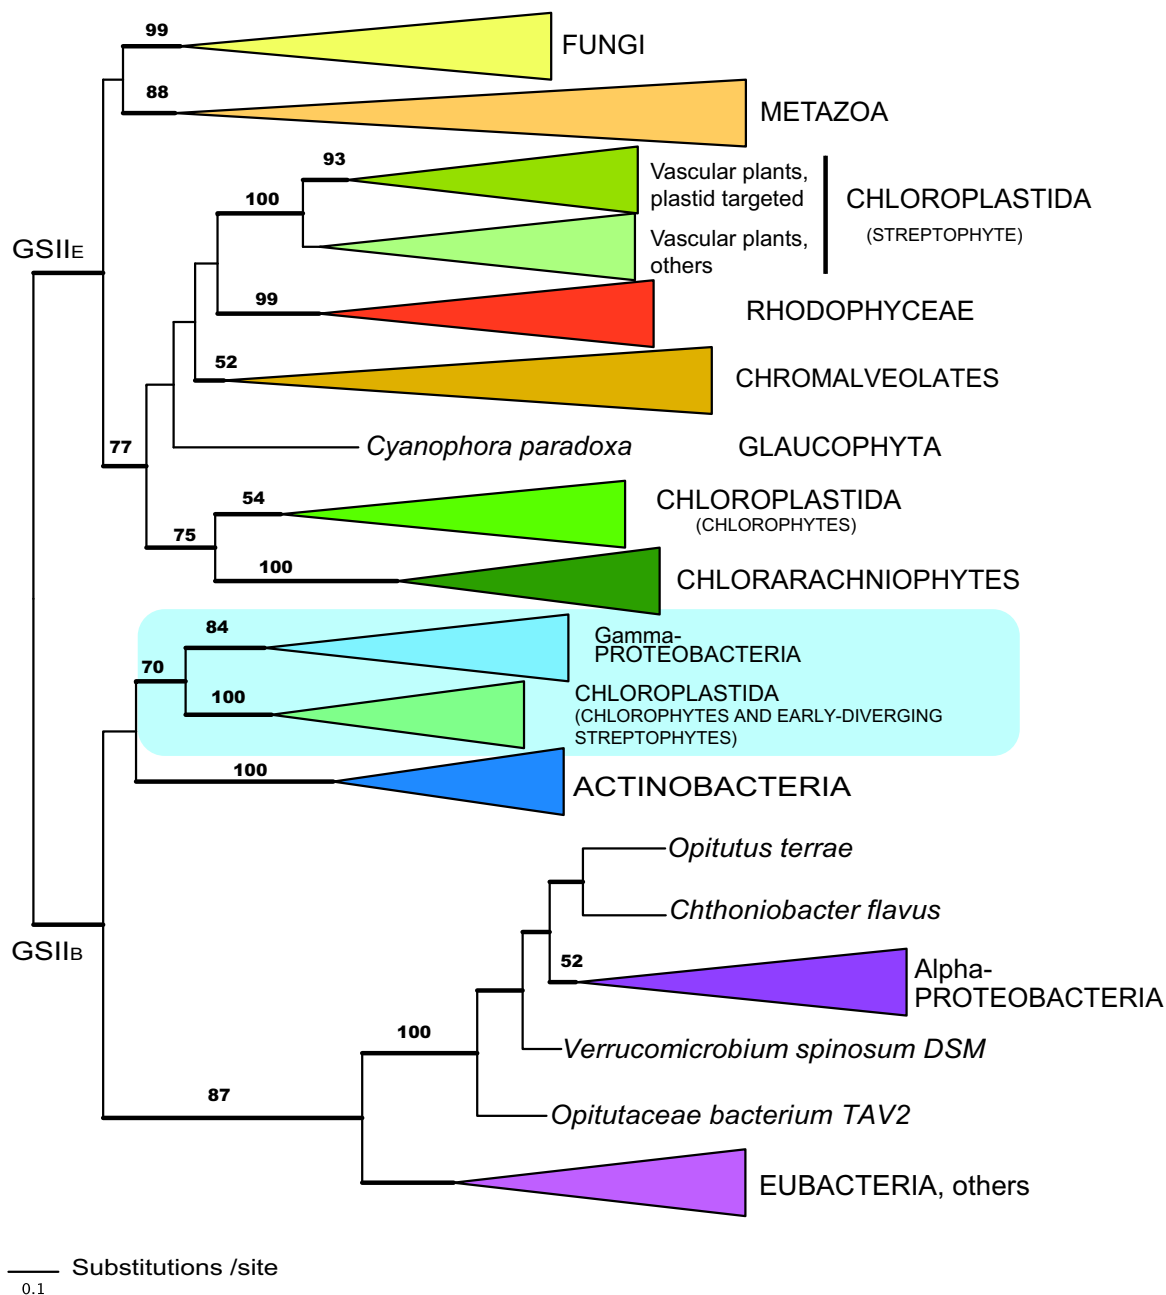 99
FUNGI
88
METAZOA
93
Vascular plants,
plastid targeted
100
CHLOROPLASTIDA
(STREPTOPHYTE)
Vascular plants,
others
GSIIE
99
RHODOPHYCEAE
52
CHROMALVEOLATES
77
Cyanophora paradoxa
GLAUCOPHYTA
54
CHLOROPLASTIDA
(CHLOROPHYTES)
75
100
CHLORARACHNIOPHYTES
84
Gamma-
PROTEOBACTERIA
70
100
CHLOROPLASTIDA
(CHLOROPHYTES AND EARLY-DIVERGING
STREPTOPHYTES)
100
ACTINOBACTERIA
Opitutus terrae
Chthoniobacter flavus
GSIIB
52
Alpha-
PROTEOBACTERIA
100
Verrucomicrobium spinosum DSM
87
Opitutaceae bacterium TAV2
EUBACTERIA, others
Substitutions /site
0.1